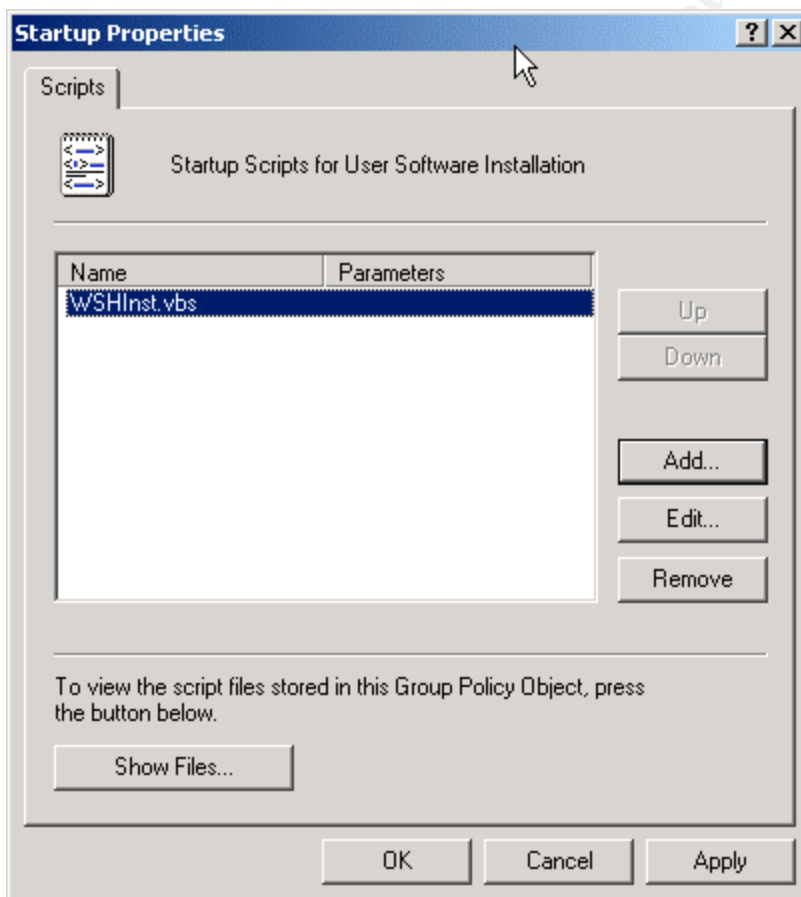 Startup Properties
Scripts
Startup Scripts for User Software Installation
Name Parameters
WSHInst.vbs
Up
Down
Add...
Edit...
Remove
To view the script files stored in this Group Policy Object, press
the button below.
Show Files...
OK Cancel Apply